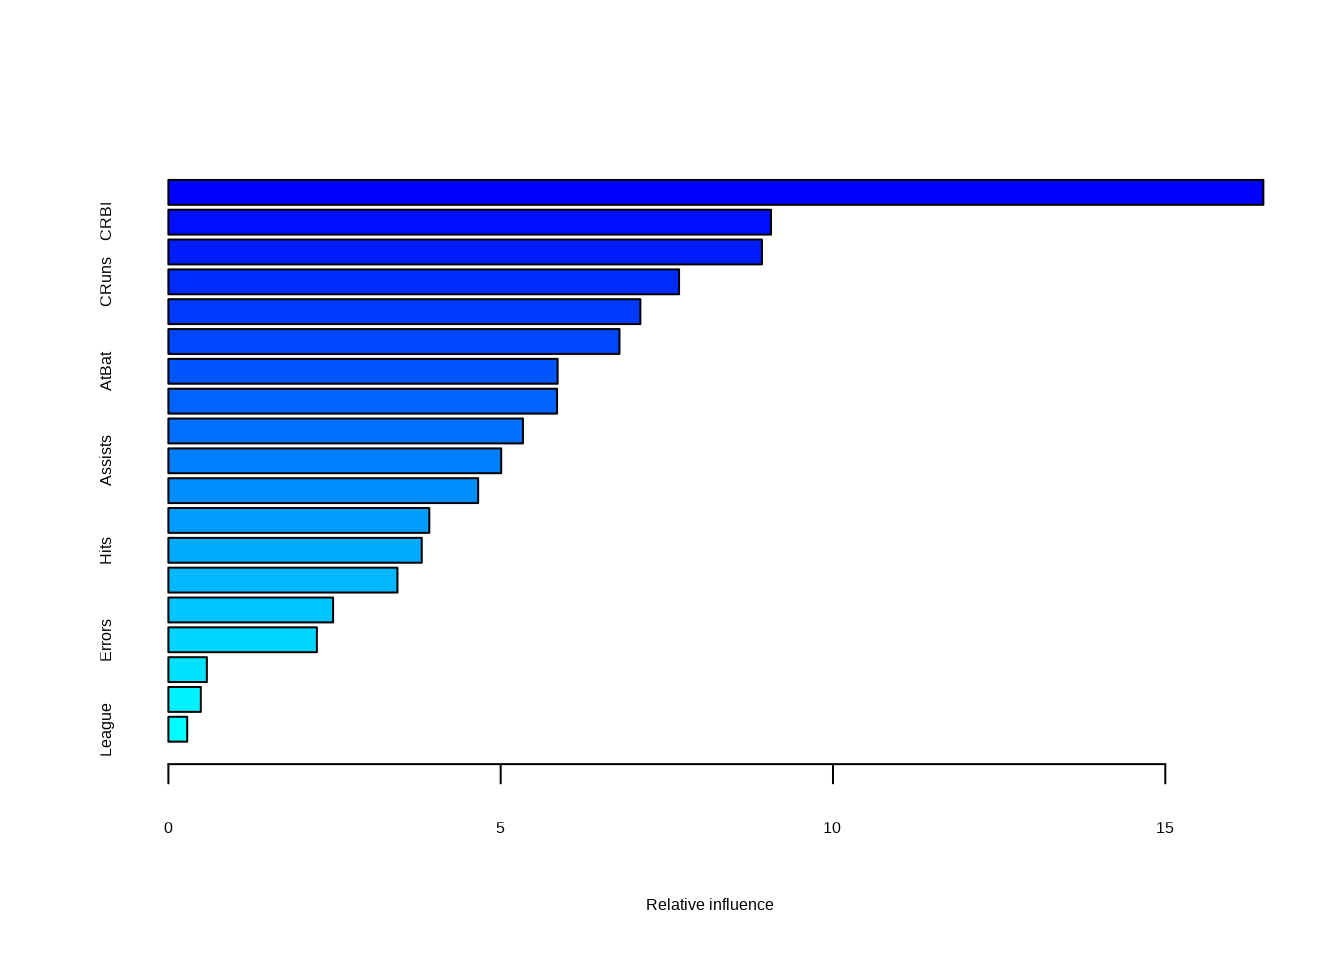 CRBI
CRuns
AtBat
Assists
Hits
Errors
League
0 5 10 15
Relative influence